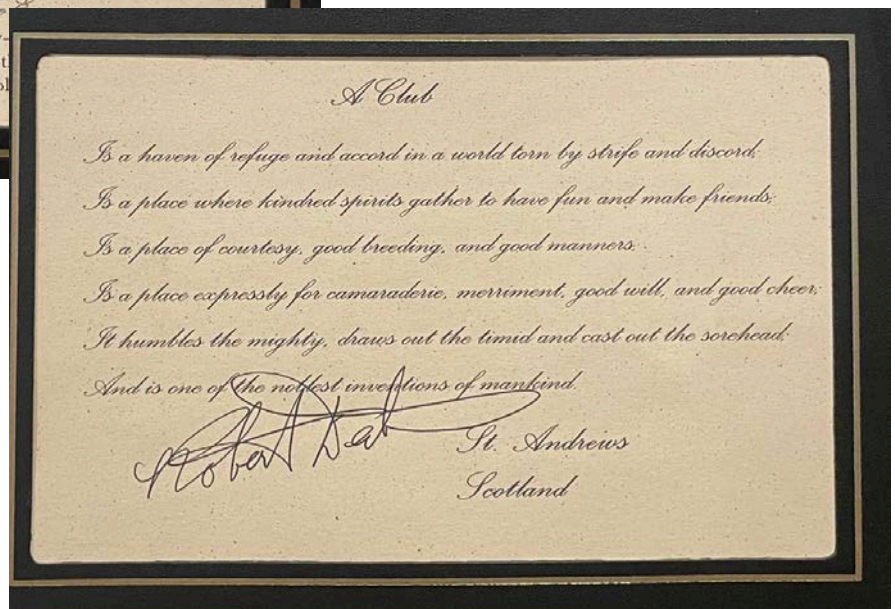 A Club
Is a haven of refuge and accord in a world torn by strife and discord;
Is a place where kindred spirits gather to have fun and make friends;
Is a place of courtesy, good breeding, and good manners;
Is a place expressly for camaraderie, merriment, good will, and good cheer;
It humbles the mighty, draws out the timid and cast out the sorehead;
And is one of the noblest inventions of mankind.
Robert
St. Andrews
Scotland